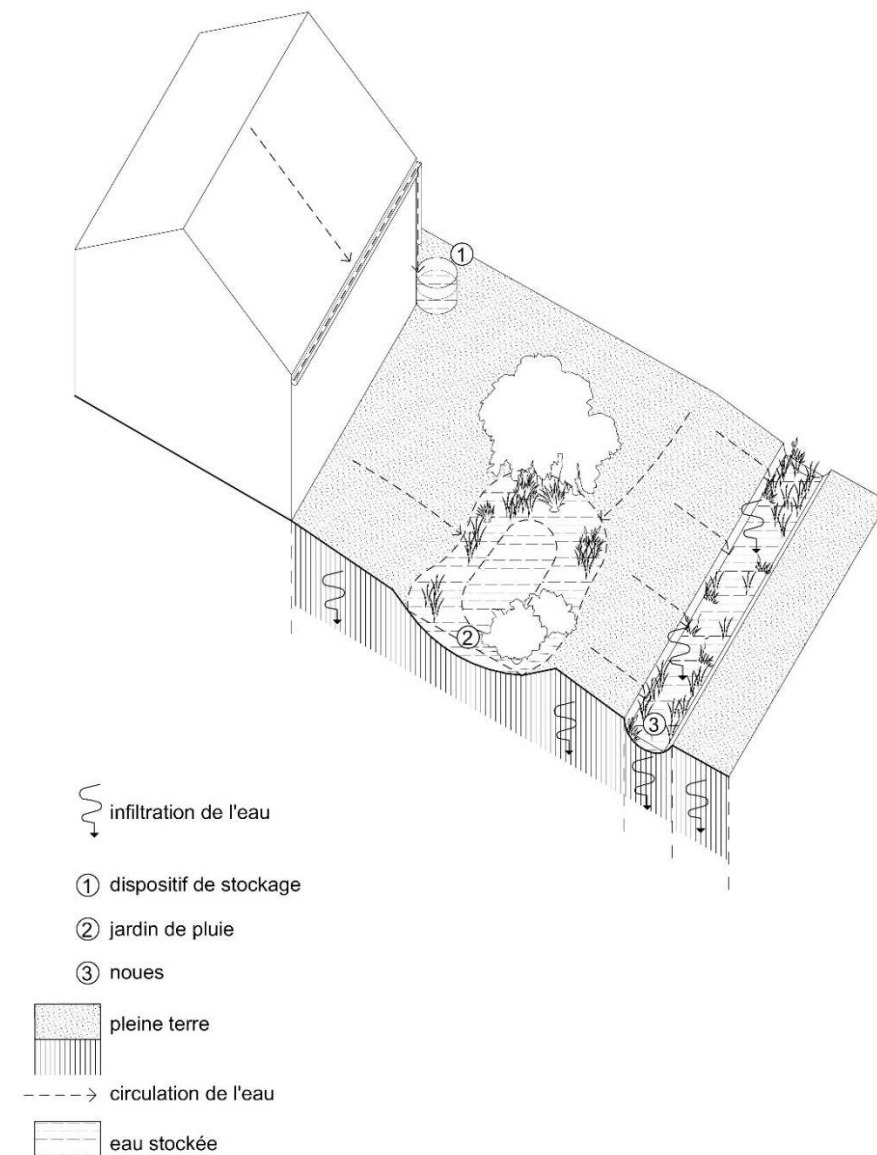 ①
②
③
infiltration de l'eau
① dispositif de stockage
② jardin de pluie
③ noues
pleine terre
circulation de l'eau
eau stockée